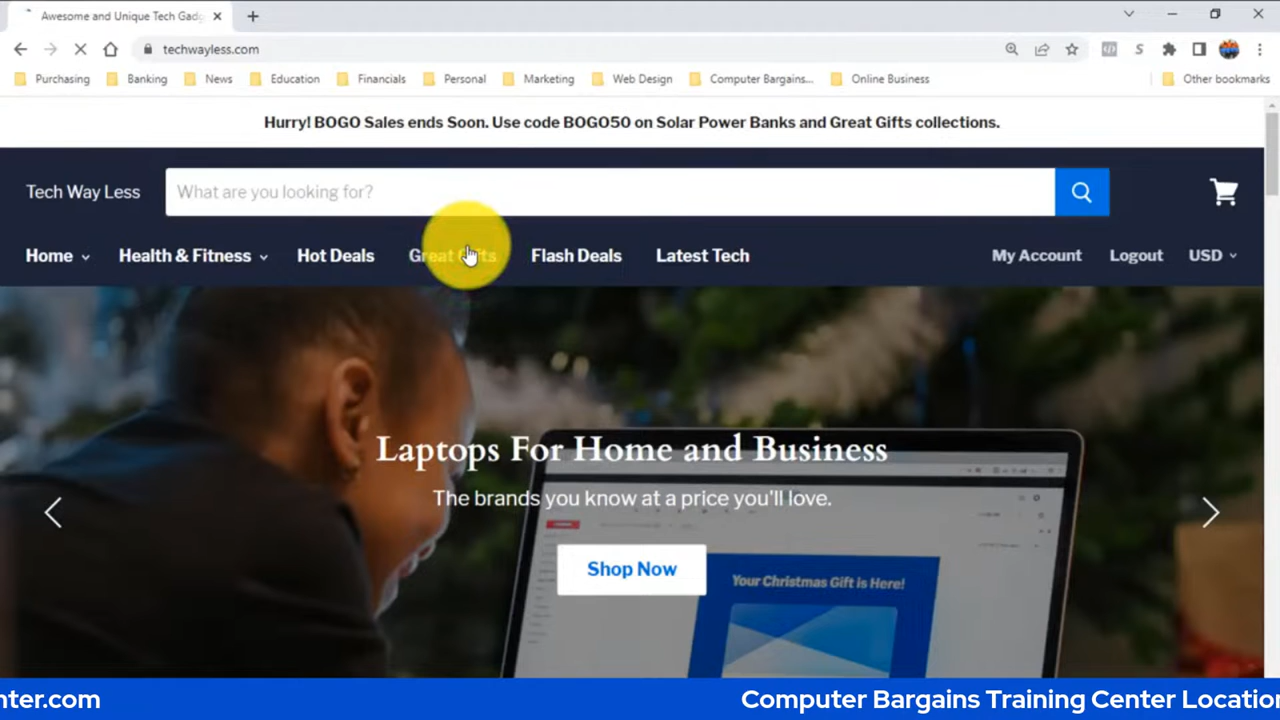 Awesome and Unique Tech Gadg
techwayless.com
Purchasing Banking News Education Financials Personal Marketing Web Design Computer Bargains... Online Business Other bookmarks
Hurry! BOGO Sales ends Soon. Use code BOGO50 on Solar Power Banks and Great Gifts collections.
Tech Way Less What are you looking for?
Home Health & Fitness Hot Deals Great Gifts Flash Deals Latest Tech My Account Logout USD
Laptops For Home and Business
The brands you know at a price you'll love.
Shop Now
Your Christmas Gift is Here!
nter.com Computer Bargains Training Center Location